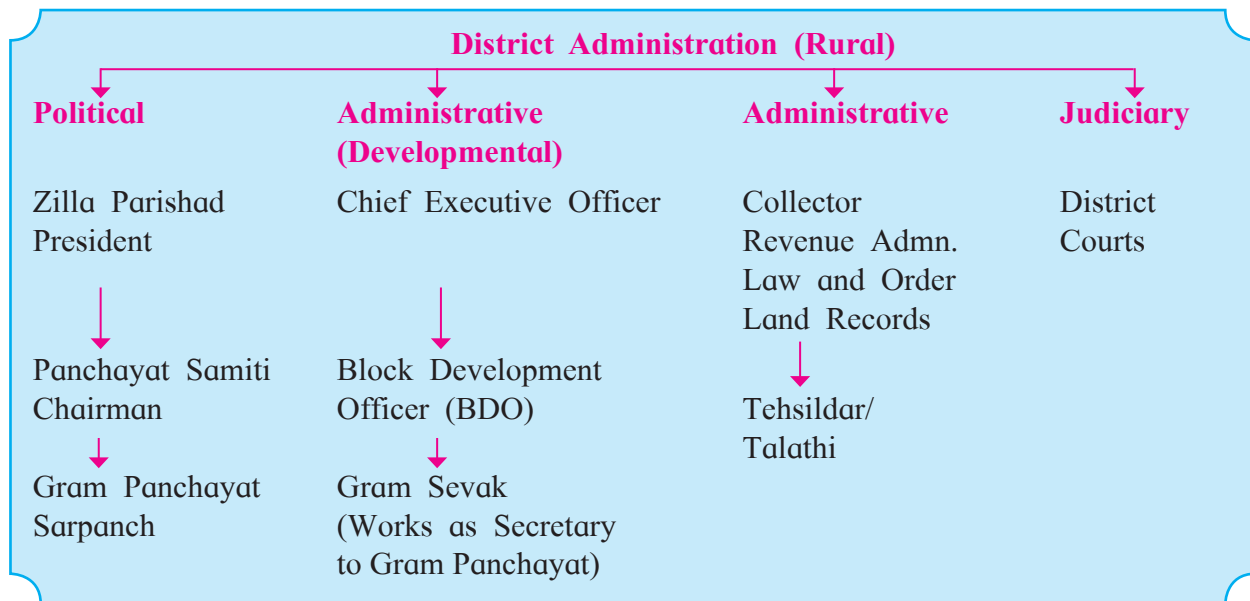 District Administration (Rural)
Political
Administrative
(Developmental)
Administrative
Judiciary
Zilla Parishad
President
Chief Executive Officer
Collector
Revenue Admn.
Law and Order
Land Records
District
Courts
Panchayat Samiti
Chairman
Block Development
Officer (BDO)
Tehsildar/
Talathi
Gram Panchayat
Sarpanch
Gram Sevak
(Works as Secretary
to Gram Panchayat)